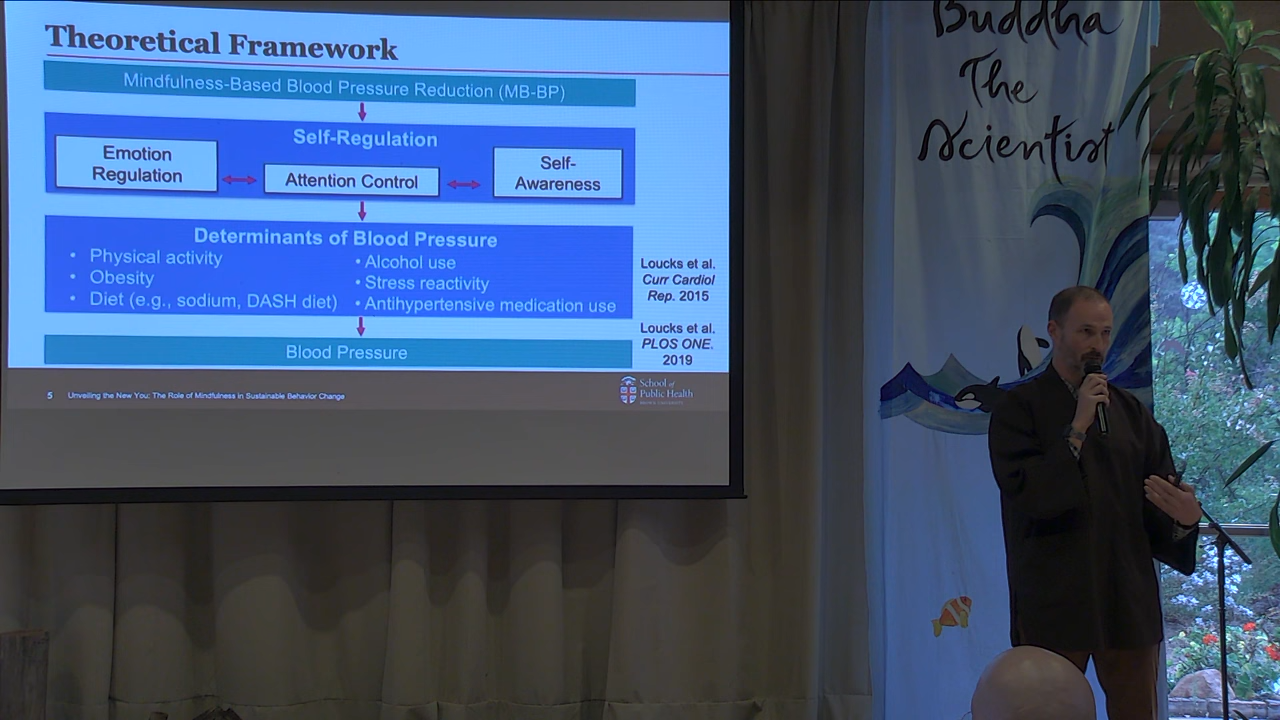 Theoretical Framework
Mindfulness-Based Blood Pressure Reduction (MB-BP)
Self-Regulation
Emotion
Regulation
Attention Control
Self-
Awareness
Determinants of Blood Pressure
• Physical activity
• Obesity
• Diet (e.g., sodium, DASH diet)
• Alcohol use
• Stress reactivity
• Antihypertensive medication use
Blood Pressure
Loucks et al.
Curr Cardiol
Rep. 2015
Loucks et al.
PLOS ONE.
2019
5 Unveiling the New You: The Role of Mindfulness in Sustainable Behavior Change
School of
Public Health
Buddha
The
Scientist